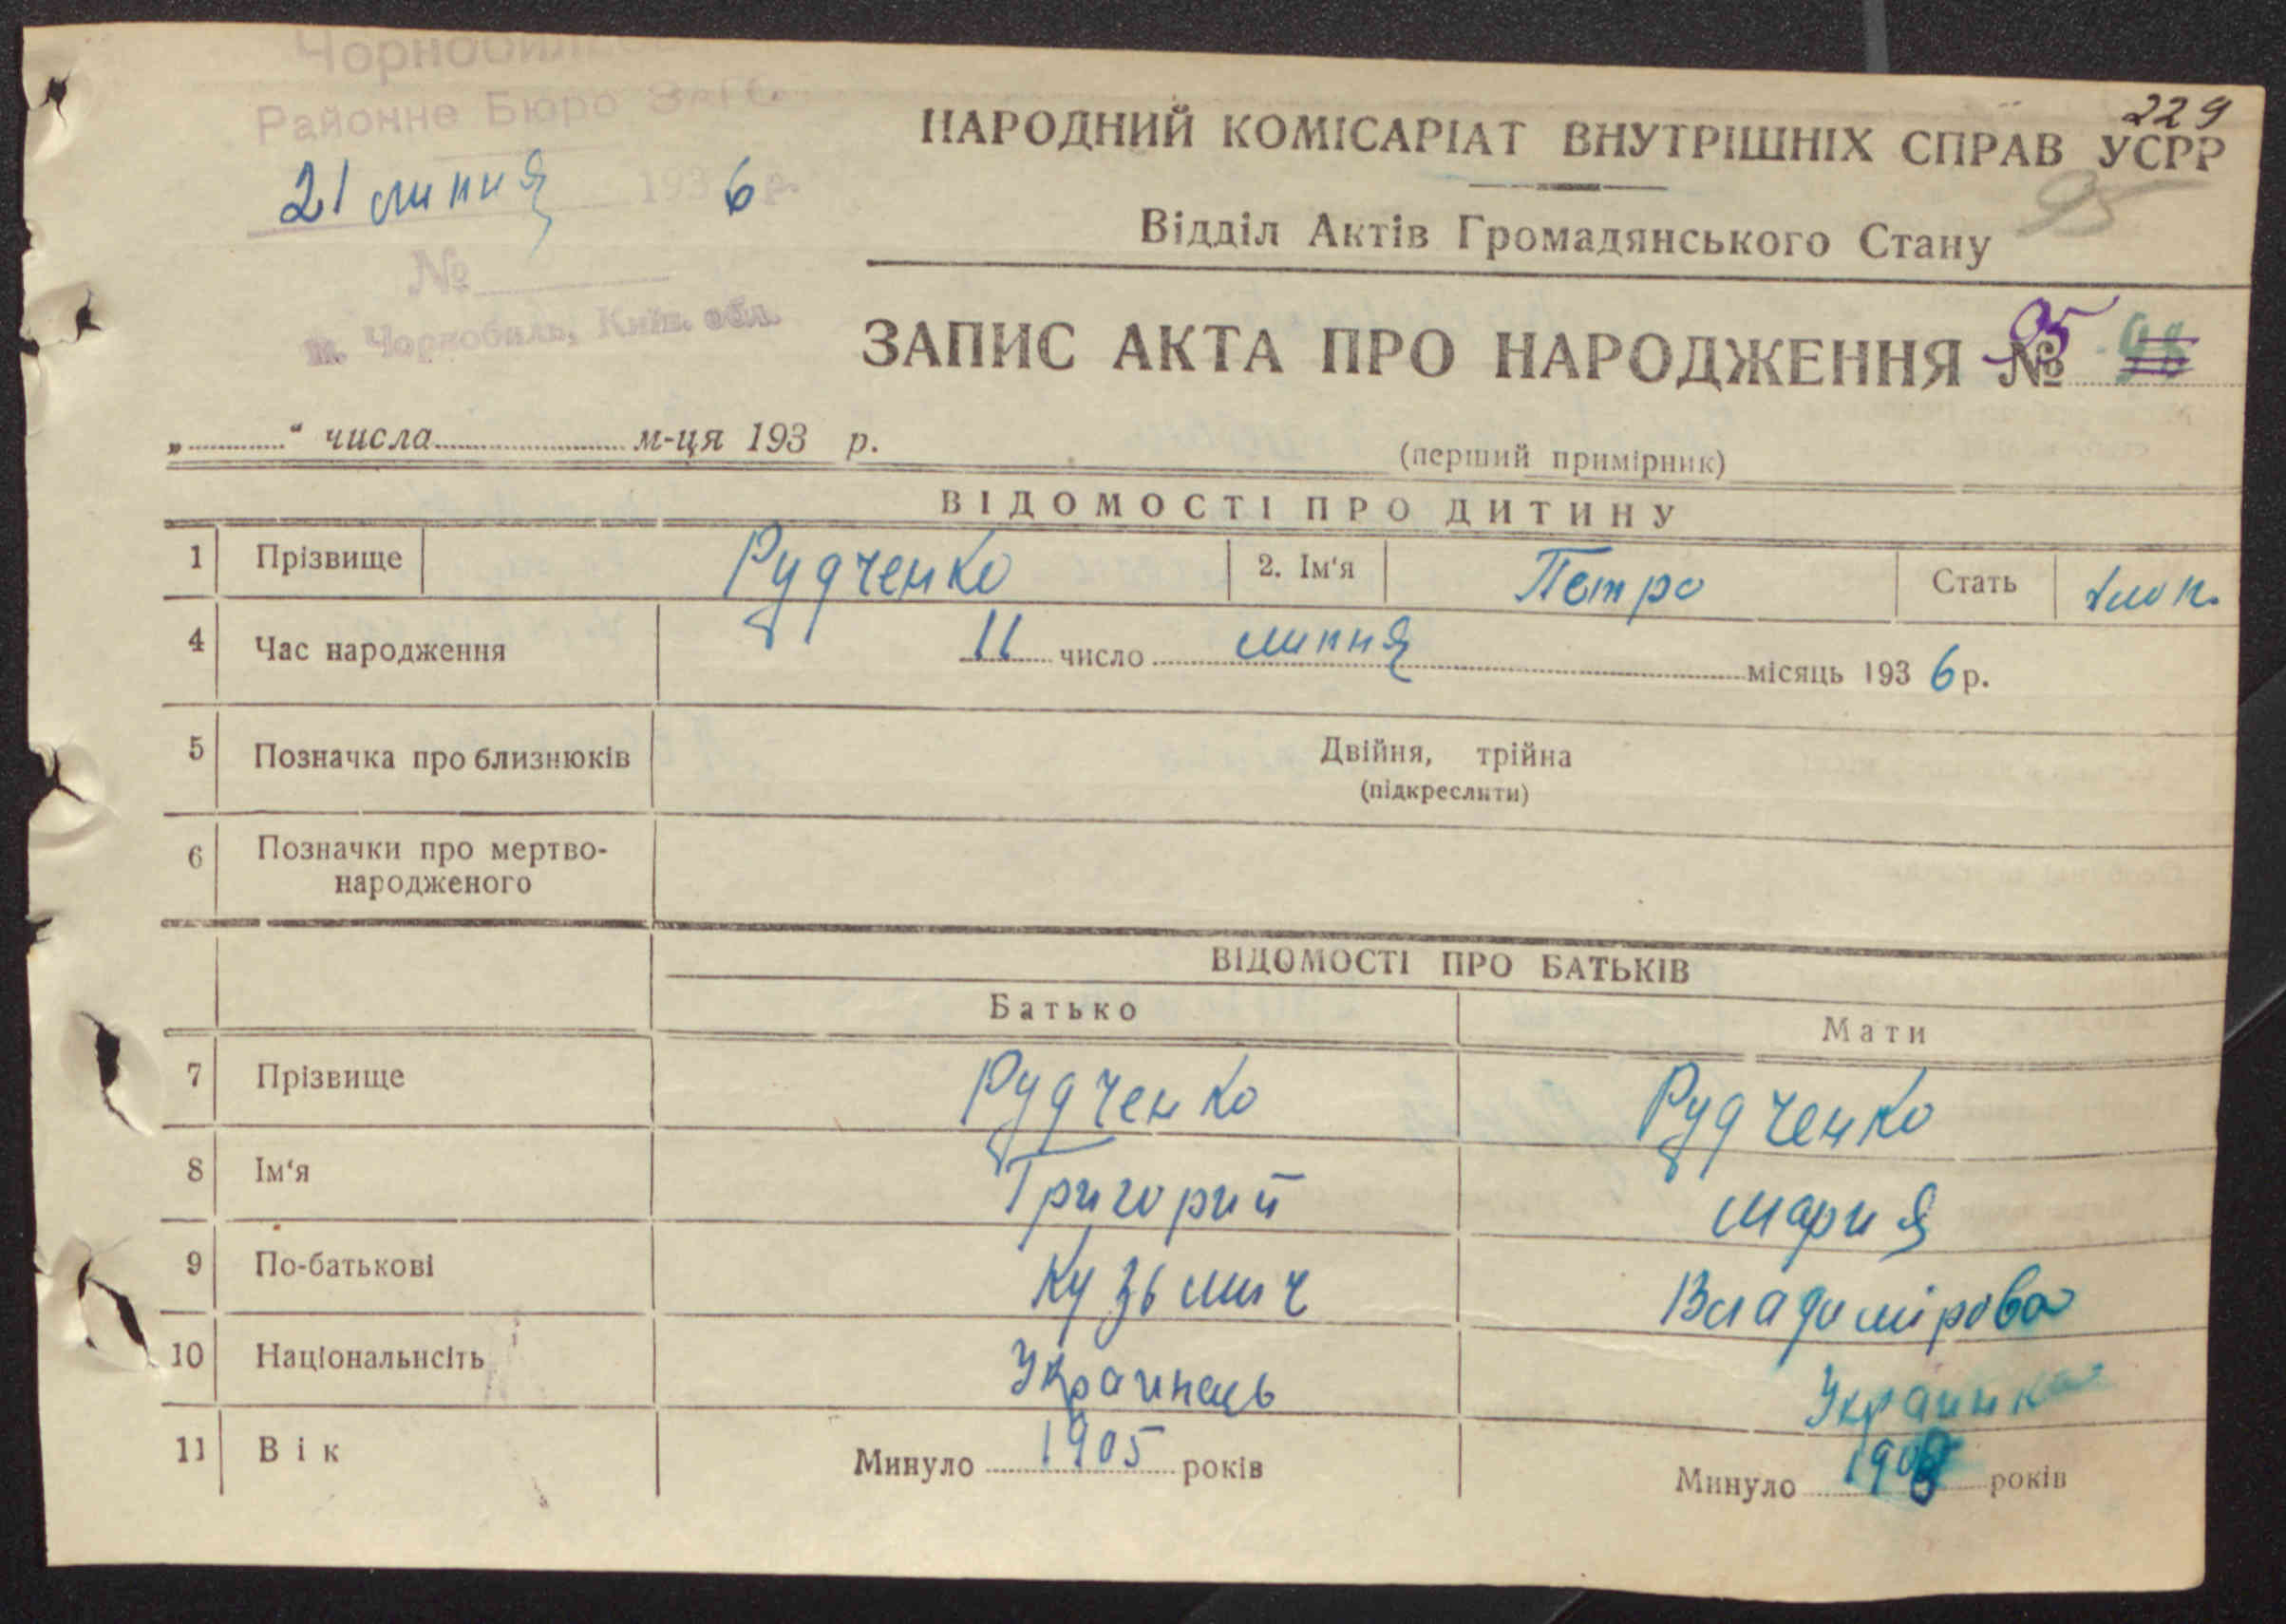 Районне Бюро ЗАГС
229
НАРОДНИЙ КОМІСАРІАТ ВНУТРІШНІХ СПРАВ УСРР
21 липня 1936 р.
95
Відділ Актів Громадянського Стану
№
м. Чорнобиль, Київ. обл.
ЗАПИС АКТА ПРО НАРОДЖЕННЯ № 95 98
„ “ числа м-ця 193 р.
(перший примірник)
ВІДОМОСТІ ПРО ДИТИНУ
1 Прізвище Рудченко 2. Ім'я Петро Стать
4 Час народження 11 число липня місяць 1936 р.
5 Позначка про близнюків Двійня, трійна
(підкреслити)
6 Позначки про мертво-
народженого
ВІДОМОСТІ ПРО БАТЬКІВ
Батько Мати
7 Прізвище Рудченко Рудченко
8 Ім'я Григорий Мария
9 По-батькові Кузьмич Владимірова
10 Національнсіть Украинець Украинка
11 Вік Минуло 1905 років Минуло 1908 років